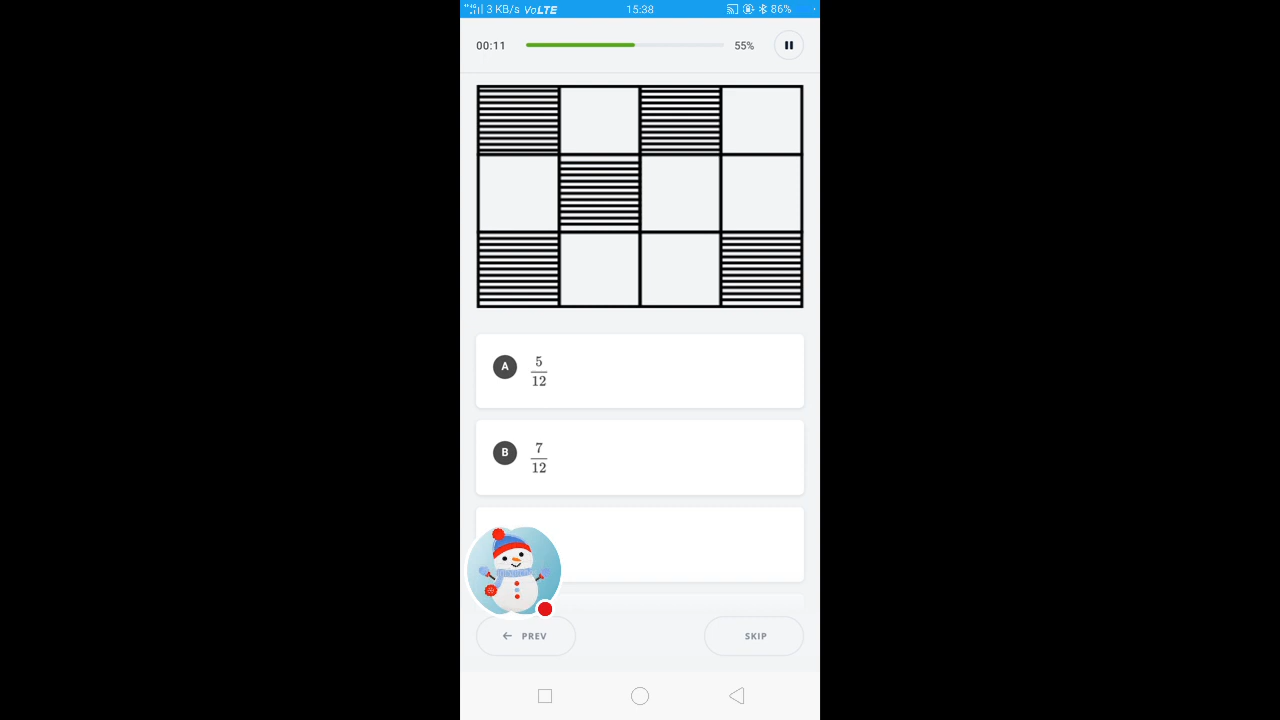 3 KB/s VoLTE 15:38 86%
00:11 55%
A 5/12
B 7/12
← PREV SKIP